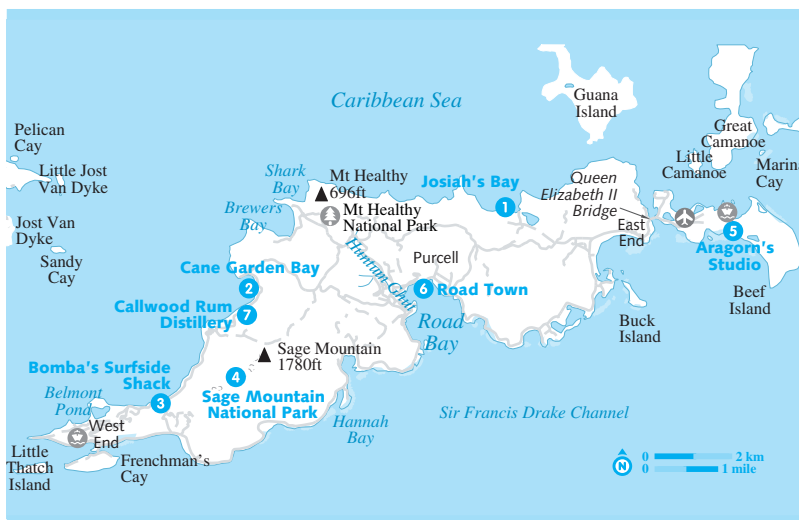 Caribbean Sea
Guana
Island
Pelican
Cay
Little Jost
Van Dyke
Great
Camanoe
Little
Camanoe
Marina
Cay
Shark
Bay
Mt Healthy
696ft
Josiah's Bay
Queen
Elizabeth II
Bridge
1
Brewers
Bay
Mt Healthy
National Park
Jost Van
Dyke
East
End
5
Aragorn's
Studio
Sandy
Cay
Huntum Ghut
Purcell
Cane Garden Bay
2
6
Road Town
Beef
Island
Callwood Rum
Distillery
7
Road
Bay
Buck
Island
Sage Mountain
1780ft
Bomba's Surfside
Shack
3
4
Sage Mountain
National Park
Belmont
Pond
Hannah
Bay
Sir Francis Drake Channel
West
End
Little
Thatch
Island
Frenchman's
Cay
N
0 2 km
0 1 mile